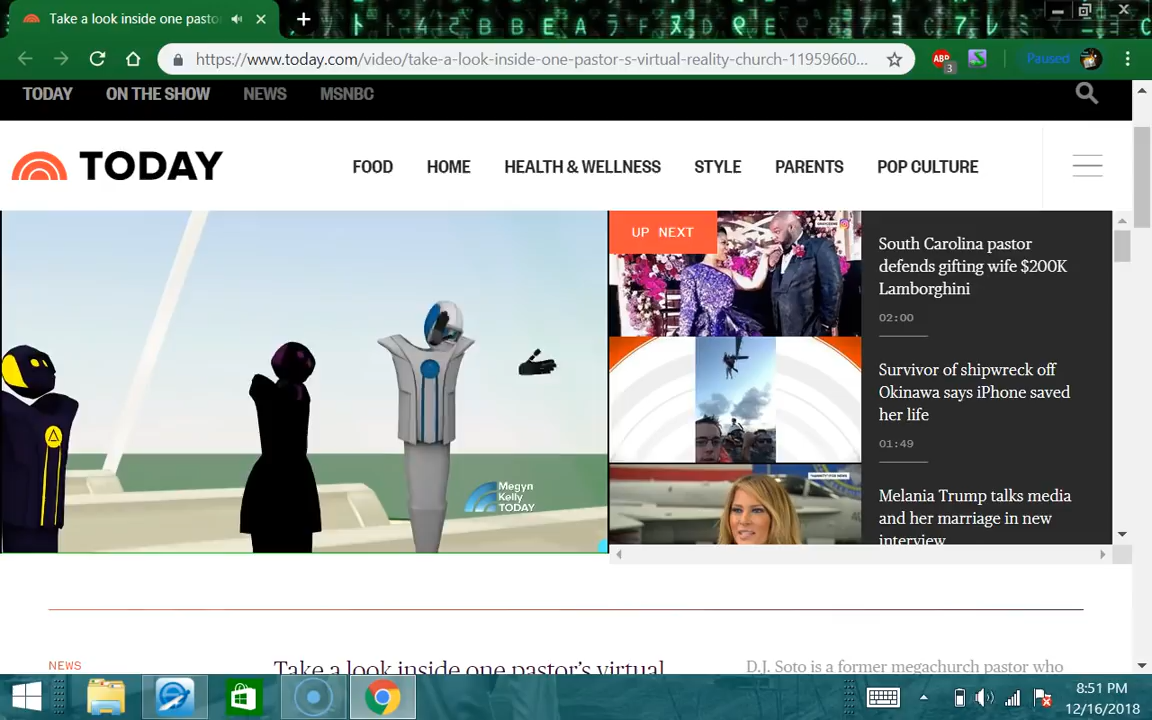 Take a look inside one pastor
https://www.today.com/video/take-a-look-inside-one-pastor-s-virtual-reality-church-11959660...
ABP
3
Paused
TODAY ON THE SHOW NEWS MSNBC
TODAY
FOOD HOME HEALTH & WELLNESS STYLE PARENTS POP CULTURE
UP NEXT
South Carolina pastor
defends gifting wife $200K
Lamborghini
02:00
Survivor of shipwreck off
Okinawa says iPhone saved
her life
01:49
Melania Trump talks media
and her marriage in new
interview
Megyn
Kelly
TODAY
NEWS
Take a look inside one pastor's virtual
D.J. Soto is a former megachurch pastor who
8:51 PM
12/16/2018